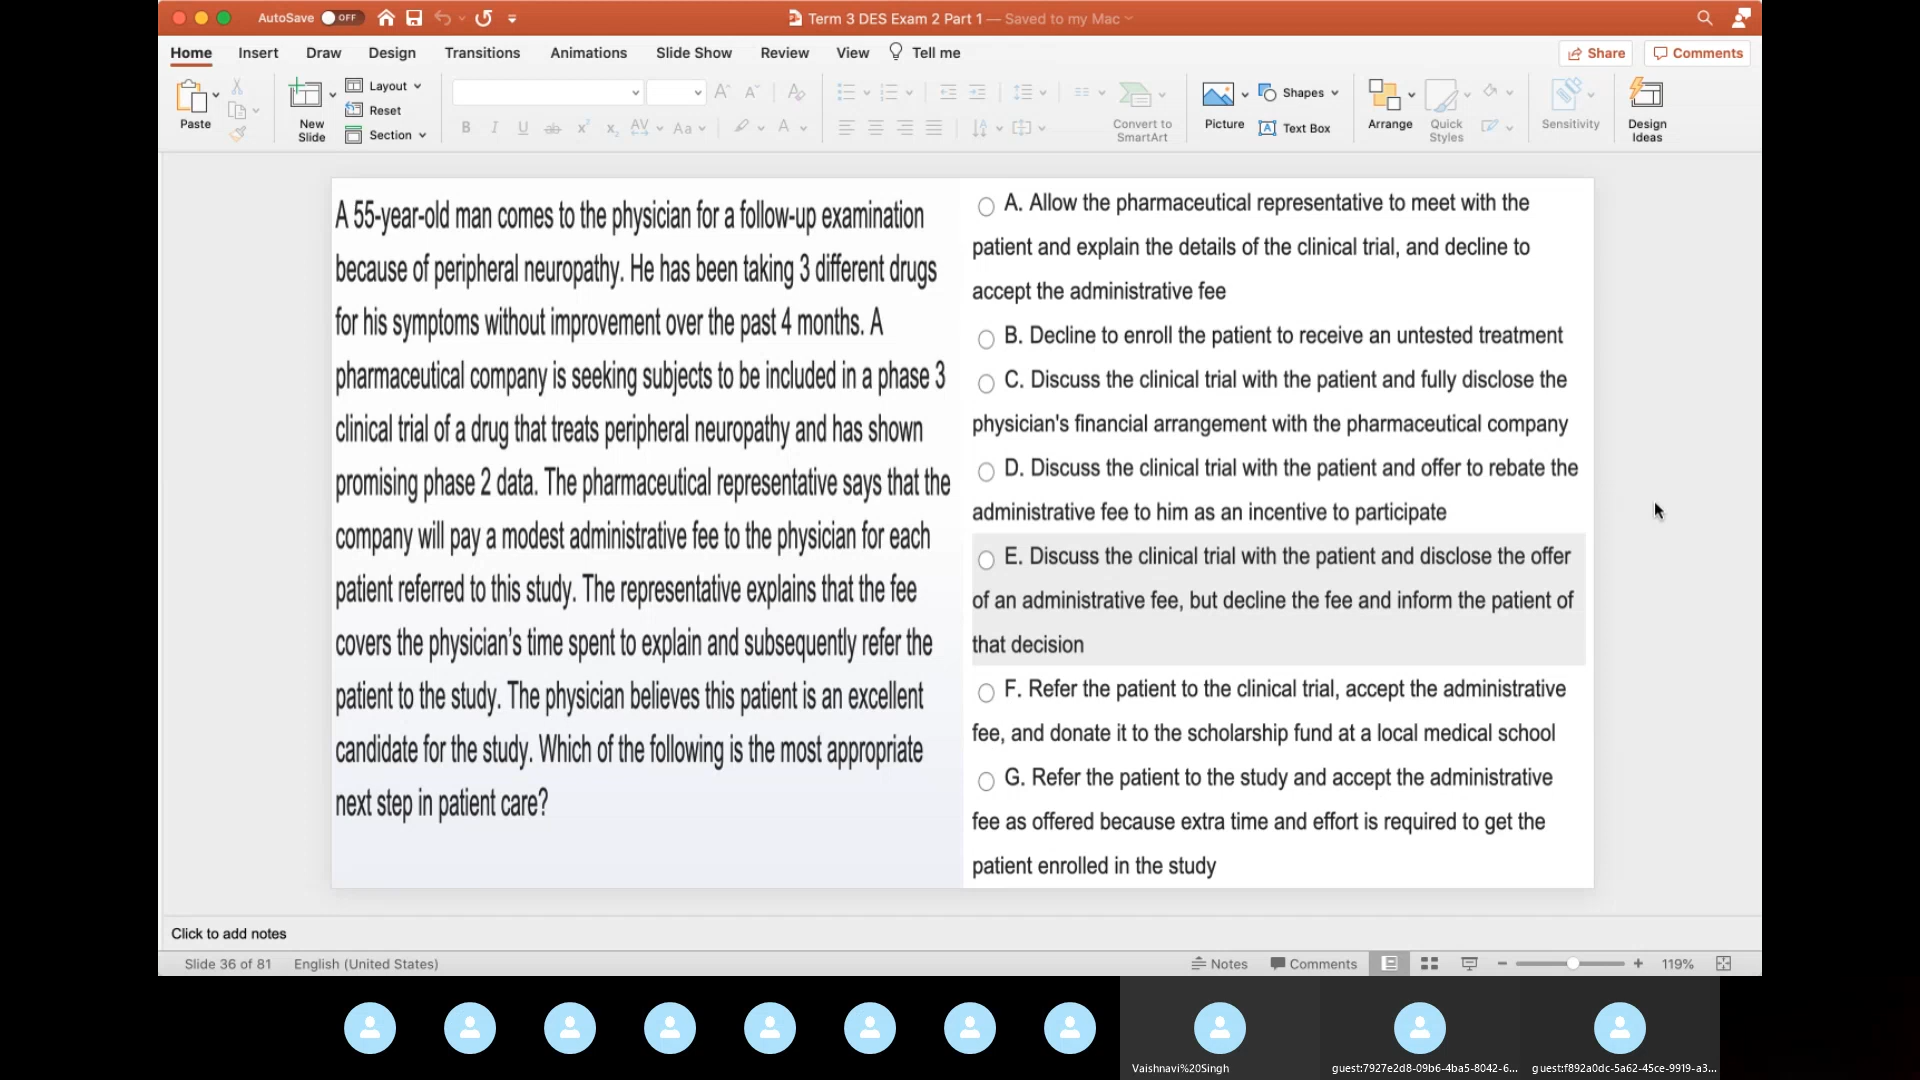 AutoSave OFF
Term 3 DES Exam 2 Part 1 — Saved to my Mac
Home Insert Draw Design Transitions Animations Slide Show Review View Tell me Share Comments
Paste
New Slide
Layout
Reset
Section
B I U ab x² x₂ AV Aa A
Convert to SmartArt
Picture
Shapes
Text Box
Arrange
Quick Styles
Sensitivity
Design Ideas
A 55-year-old man comes to the physician for a follow-up examination
because of peripheral neuropathy. He has been taking 3 different drugs
for his symptoms without improvement over the past 4 months. A
pharmaceutical company is seeking subjects to be included in a phase 3
clinical trial of a drug that treats peripheral neuropathy and has shown
promising phase 2 data. The pharmaceutical representative says that the
company will pay a modest administrative fee to the physician for each
patient referred to this study. The representative explains that the fee
covers the physician's time spent to explain and subsequently refer the
patient to the study. The physician believes this patient is an excellent
candidate for the study. Which of the following is the most appropriate
next step in patient care?
A. Allow the pharmaceutical representative to meet with the
patient and explain the details of the clinical trial, and decline to
accept the administrative fee
B. Decline to enroll the patient to receive an untested treatment
C. Discuss the clinical trial with the patient and fully disclose the
physician's financial arrangement with the pharmaceutical company
D. Discuss the clinical trial with the patient and offer to rebate the
administrative fee to him as an incentive to participate
E. Discuss the clinical trial with the patient and disclose the offer
of an administrative fee, but decline the fee and inform the patient of
that decision
F. Refer the patient to the clinical trial, accept the administrative
fee, and donate it to the scholarship fund at a local medical school
G. Refer the patient to the study and accept the administrative
fee as offered because extra time and effort is required to get the
patient enrolled in the study
Click to add notes
Slide 36 of 81 English (United States) Notes Comments 119%
Vaishnavi%20Singh
guest:7927e2d8-09b6-4ba5-8042-6...
guest:f892a0dc-5a62-45ce-9919-a3...